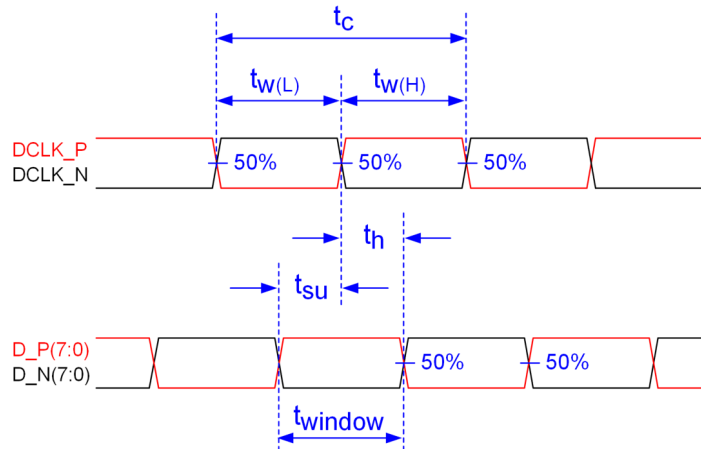 tc
tw(L) tw(H)
DCLK_P
DCLK_N
50% 50% 50%
th
tsu
D_P(7:0)
D_N(7:0)
50% 50%
twindow